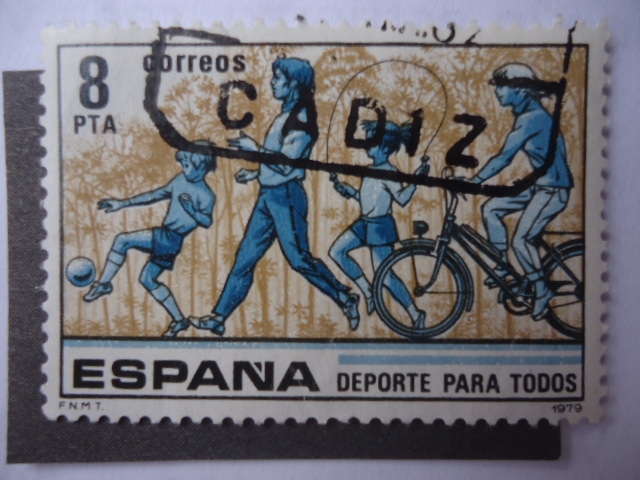 8 correos
PTA
CADIZ
ESPAÑA DEPORTE PARA TODOS
F.N.M.T. 1979